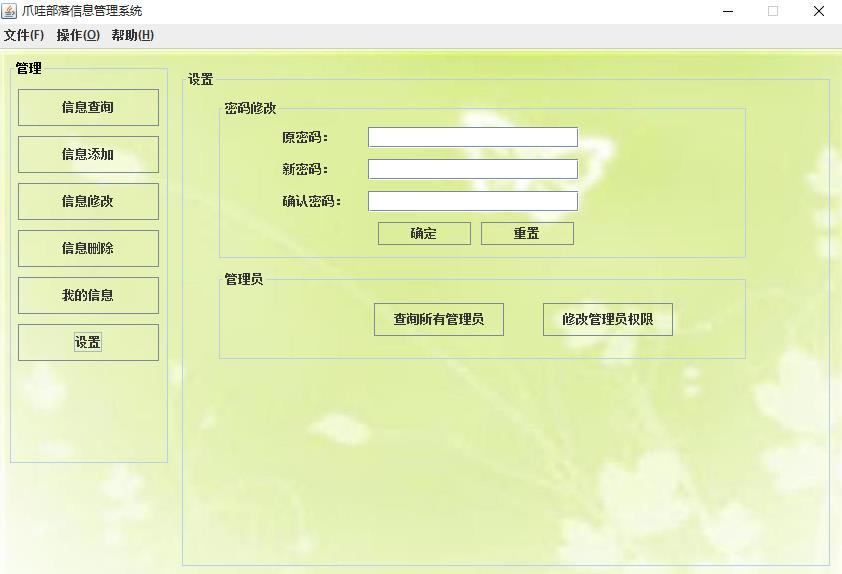 爪哇部落信息管理系统
文件(F) 操作(O) 帮助(H)
管理
信息查询
信息添加
信息修改
信息删除
我的信息
设置
设置
密码修改
原密码：
新密码：
确认密码：
确定 重置
管理员
查询所有管理员 修改管理员权限